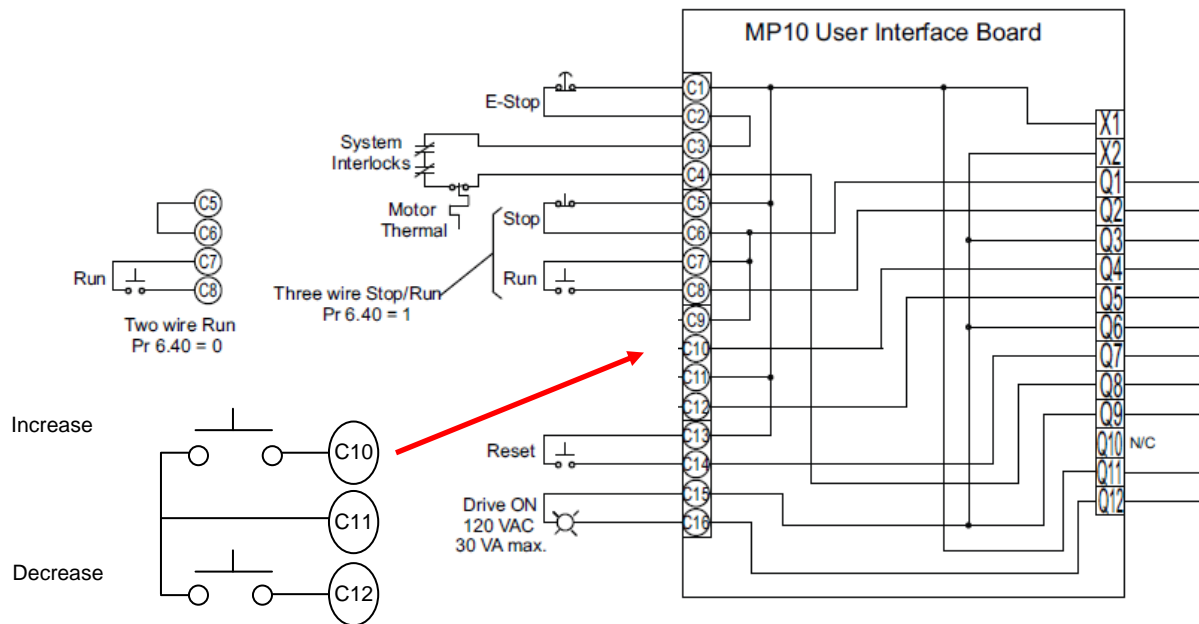 MP10 User Interface Board
E-Stop
System
Interlocks
Motor
Thermal
Stop
Run
Three wire Stop/Run
Pr 6.40 = 1
Reset
Drive ON
120 VAC
30 VA max.
C1
C2
C3
C4
C5
C6
C7
C8
C9
C10
C11
C12
C13
C14
C15
C16
X1
X2
Q1
Q2
Q3
Q4
Q5
Q6
Q7
Q8
Q9
Q10 N/C
Q11
Q12
C5
C6
C7
C8
Run
Two wire Run
Pr 6.40 = 0
Increase
C10
C11
Decrease
C12